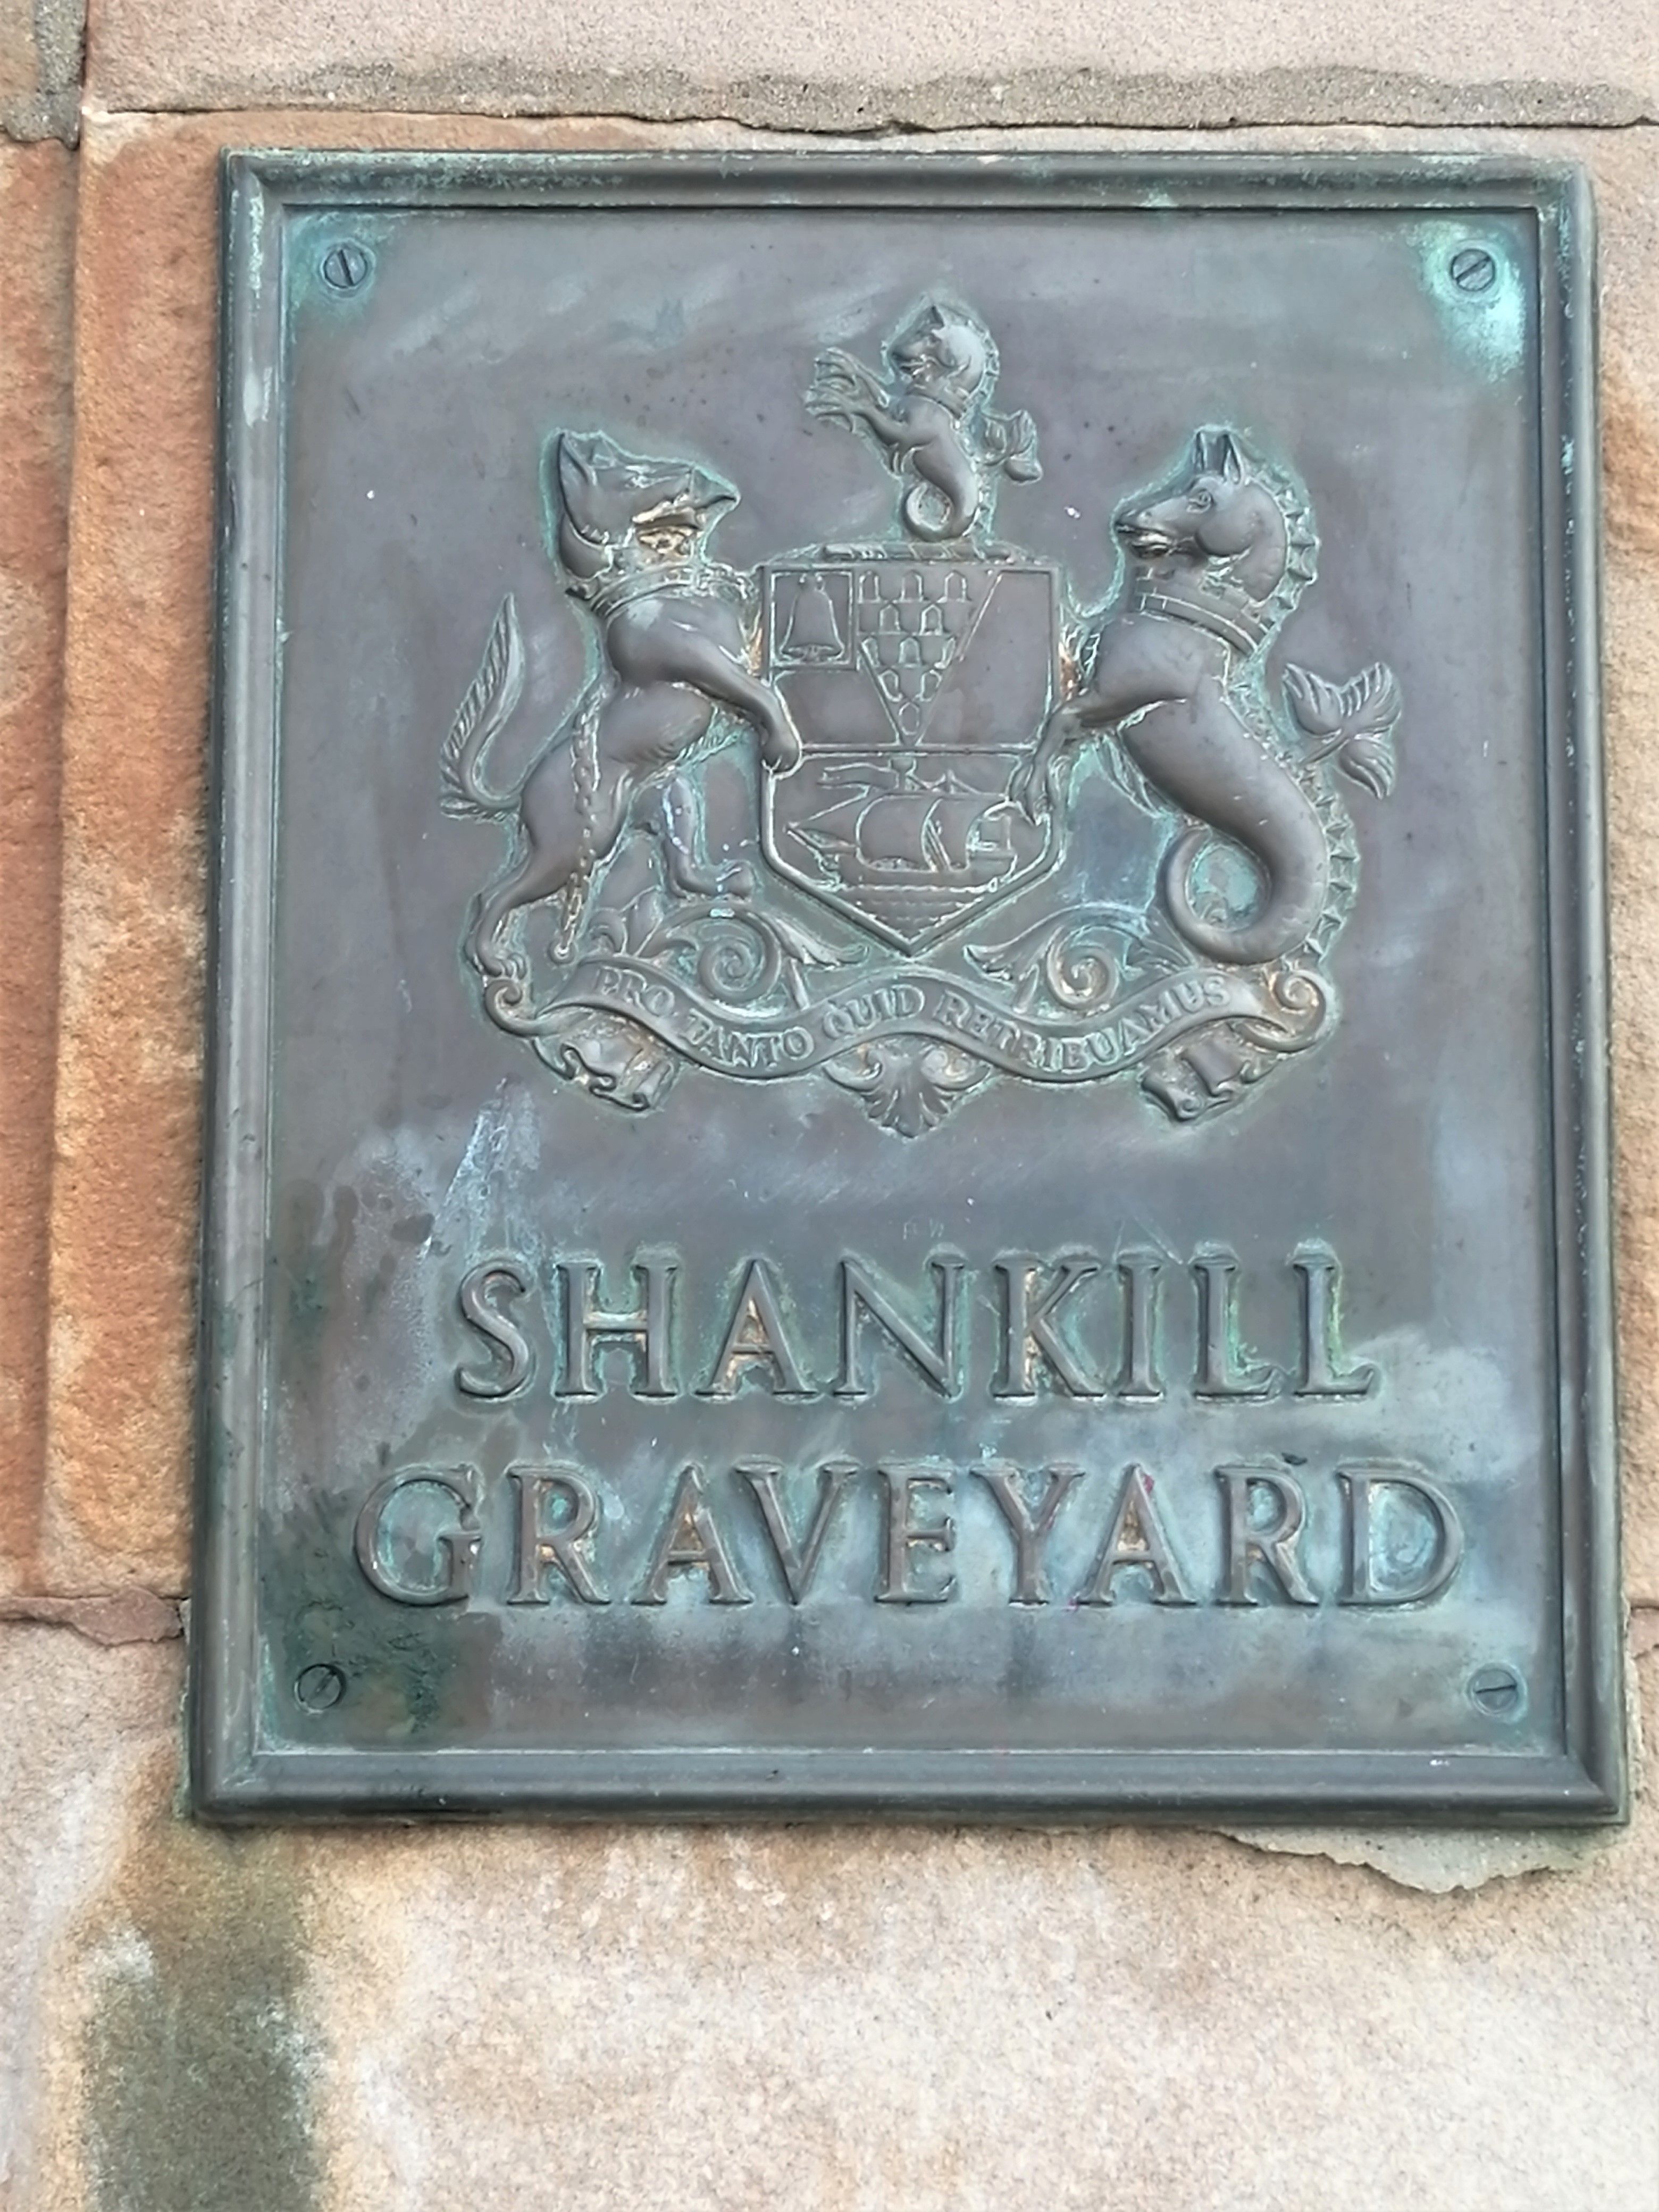 PRO TANTO QUID RETRIBUAMUS
SHANKILL
GRAVEYARD